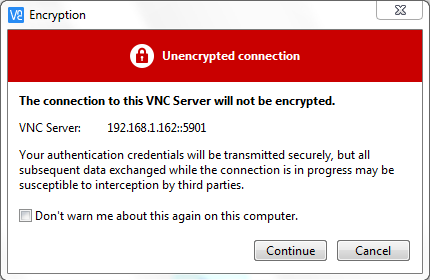 Encryption
Unencrypted connection
The connection to this VNC Server will not be encrypted.
VNC Server: 192.168.1.162::5901
Your authentication credentials will be transmitted securely, but all
subsequent data exchanged while the connection is in progress may be
susceptible to interception by third parties.
Don't warn me about this again on this computer.
Continue Cancel